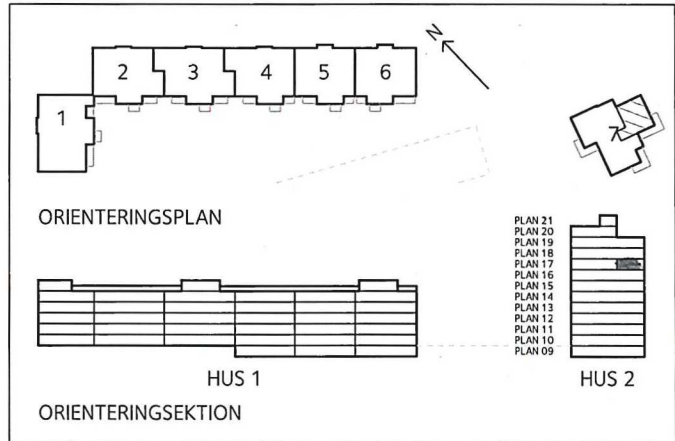 N
2 3 4 5 6
1
ORIENTERINGSPLAN
PLAN 21
PLAN 20
PLAN 19
PLAN 18
PLAN 17
PLAN 16
PLAN 15
PLAN 14
PLAN 13
PLAN 12
PLAN 11
PLAN 10
PLAN 09
HUS 1
HUS 2
ORIENTERINGSEKTION